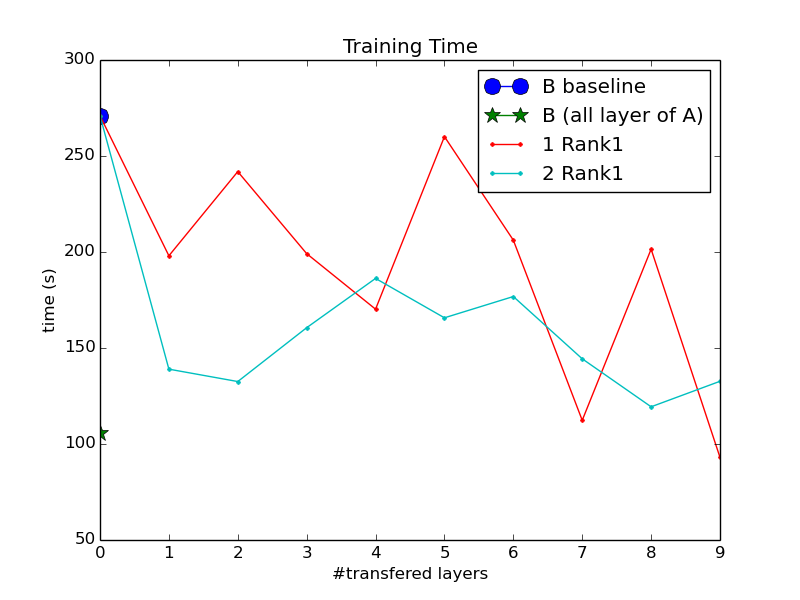 Training Time
300
250
200
150
100
50
time (s)
0 1 2 3 4 5 6 7 8 9
#transfered layers
B baseline
B (all layer of A)
1 Rank1
2 Rank1